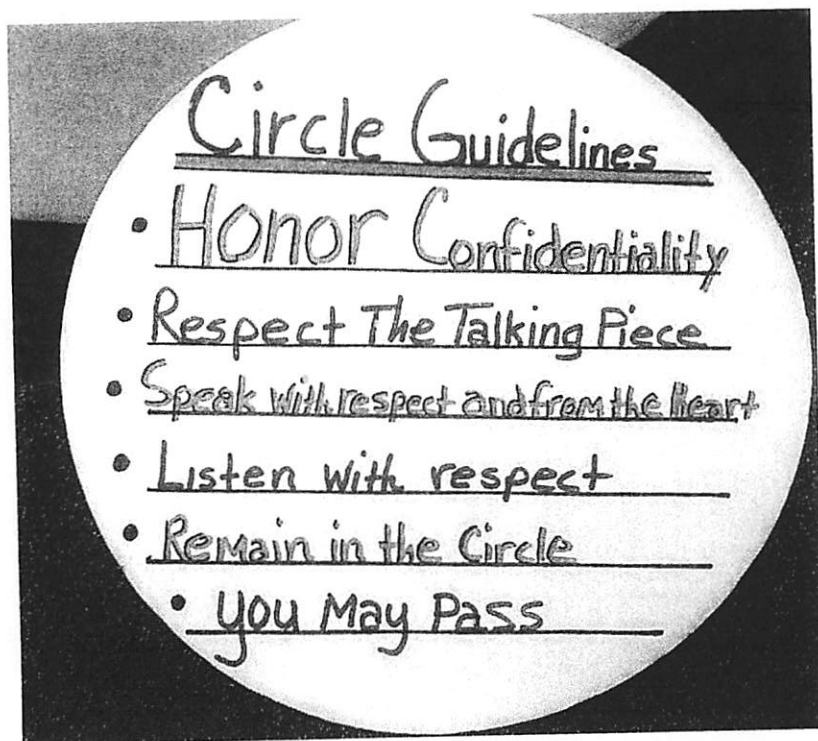 Circle Guidelines
• Honor Confidentiality
• Respect The Talking Piece
• Speak with respect and from the Heart
• Listen with respect
• Remain in the Circle
• You May Pass